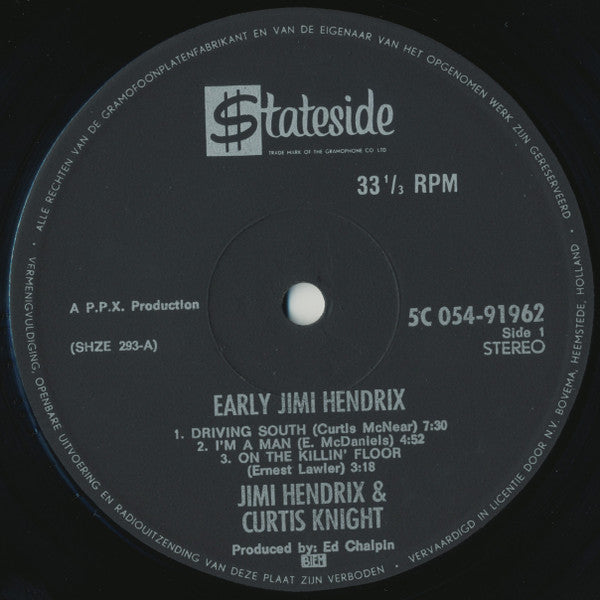 ALLE RECHTEN VAN DE GRAMOFOONPLATENFABRIKANT EN VAN DE EIGENAAR VAN HET OPGENOMEN WERK ZIJN GERESERVEERD.
$tateside
TRADE MARK OF THE GRAMOPHONE CO LTD
33 1/3 RPM
A P.P.X. Production
(SHZE 293-A)
5C 054-91962
Side 1
STEREO
EARLY JIMI HENDRIX
1. DRIVING SOUTH (Curtis McNear) 7:30
2. I'M A MAN (E. McDaniels) 4:52
3. ON THE KILLIN' FLOOR
(Ernest Lawler) 3:18
JIMI HENDRIX &
CURTIS KNIGHT
Produced by: Ed Chalpin
BIEM
VERMENIGVULDIGING, OPENBARE UITVOERING EN RADIOUITZENDING VAN DEZE PLAAT ZIJN VERBODEN • VERVAARDIGD IN LICENTIE DOOR N.V. BOVEMA, HEEMSTEDE, HOLLAND